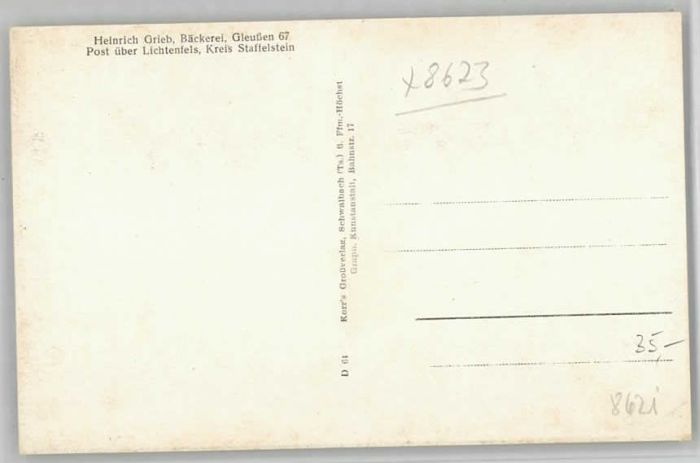 Heinrich Grieb, Bäckerei, Gleußen 67
Post über Lichtenfels, Kreis Staffelstein
x8623
D 61 Kerr's Großverlag, Schwalbach (Ts.) b. Ffm.-Höchst
Graph. Kunstanstalt, Bahnstr. 17
35,-
8621